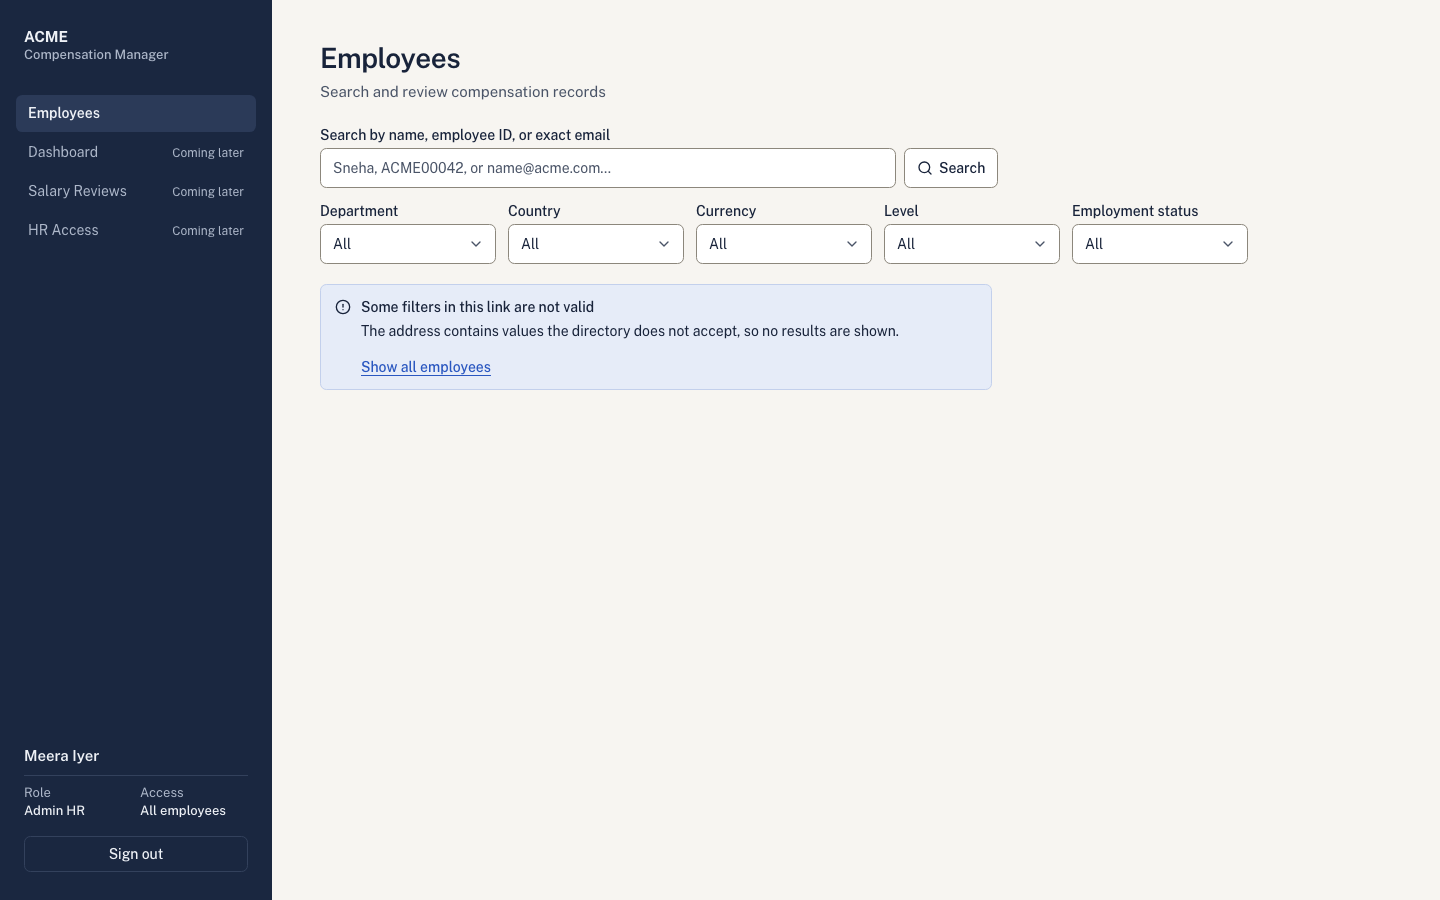 ACME
Compensation Manager
Employees
Dashboard Coming later
Salary Reviews Coming later
HR Access Coming later
Meera Iyer
Role Access
Admin HR All employees
Sign out
Employees
Search and review compensation records
Search by name, employee ID, or exact email
Sneha, ACME00042, or name@acme.com... Search
Department Country Currency Level Employment status
All All All All All
Some filters in this link are not valid
The address contains values the directory does not accept, so no results are shown.
Show all employees